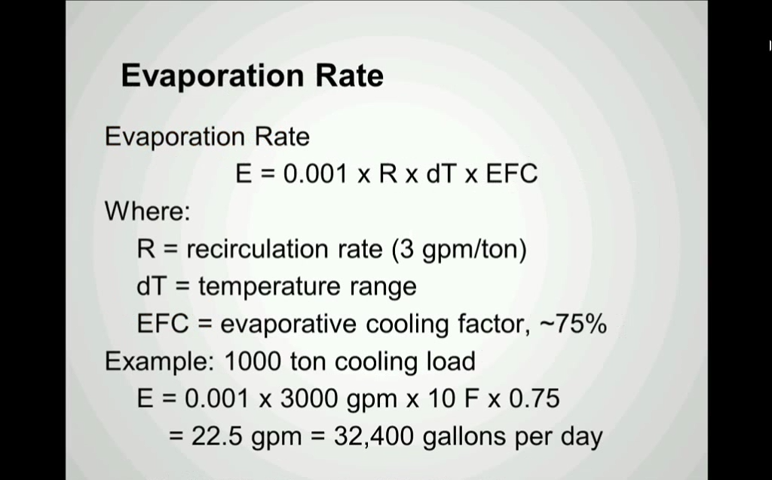 Evaporation Rate
Evaporation Rate
E = 0.001 x R x dT x EFC
Where:
R = recirculation rate (3 gpm/ton)
dT = temperature range
EFC = evaporative cooling factor, ~75%
Example: 1000 ton cooling load
E = 0.001 x 3000 gpm x 10 F x 0.75
= 22.5 gpm = 32,400 gallons per day